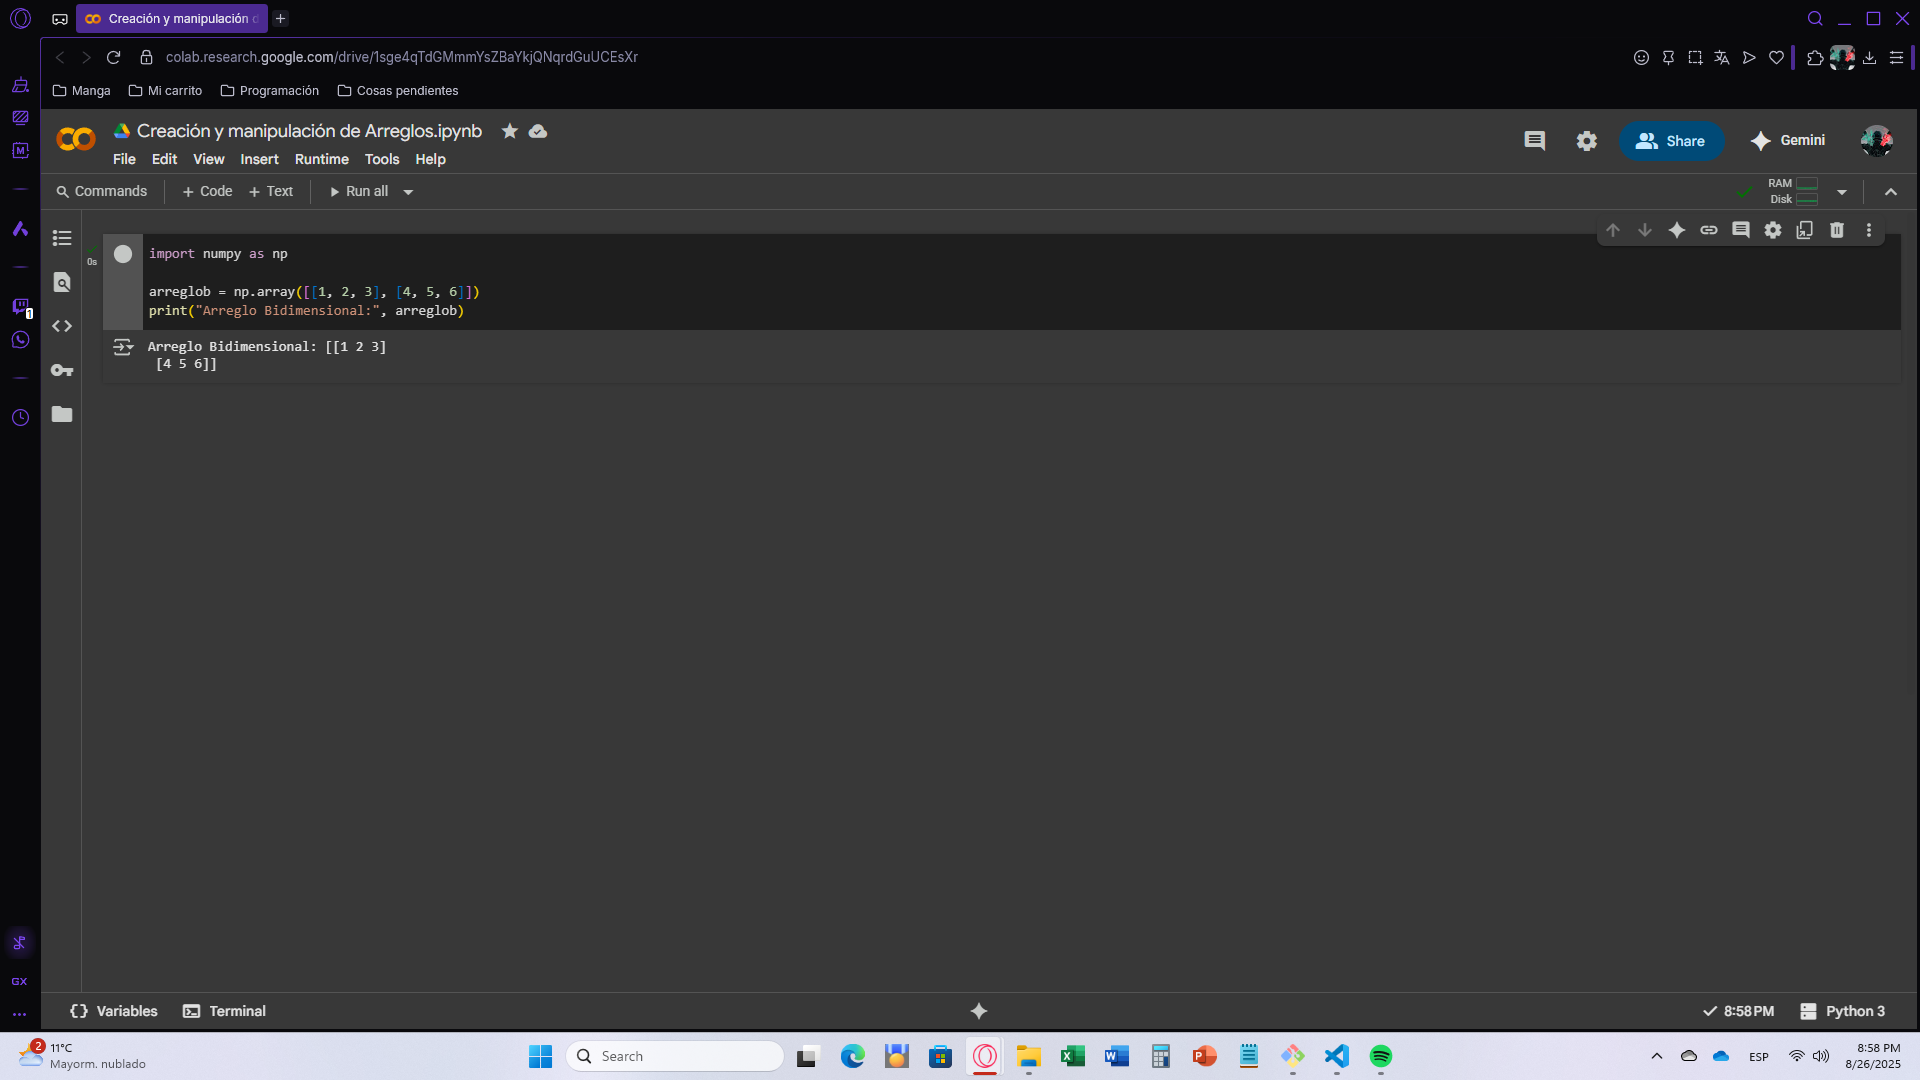 Creación y manipulación d
colab.research.google.com/drive/1sge4qTdGMmmYsZBaYkjQNqrdGuUCEsXr
Manga
Mi carrito
Programación
Cosas pendientes
Creación y manipulación de Arreglos.ipynb
File Edit View Insert Runtime Tools Help
Share
Gemini
Commands
+ Code
+ Text
Run all
RAM
Disk
0s
import numpy as np
arreglob = np.array([[1, 2, 3], [4, 5, 6]])
print("Arreglo Bidimensional:", arreglob)
Arreglo Bidimensional: [[1 2 3]
[4 5 6]]
M
1
GX
{} Variables
Terminal
8:58 PM
Python 3
2
11°C
Mayorm. nublado
Search
ESP
8:58 PM
8/26/2025